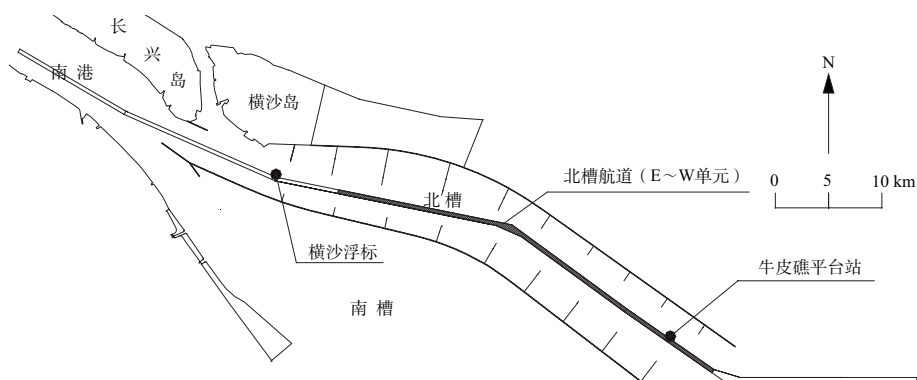 长
兴
岛
南 港
横沙岛
N
北槽航道（E～W单元）
0 5 10 km
北 槽
横沙浮标
牛皮礁平台站
南 槽